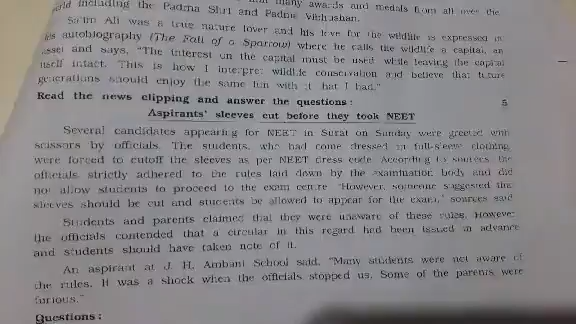 including the Padma Shri and Padma Vibhushan.
Salim Ali was a true nature lover and his love for the wildlife is expressed in
his autobiography (The Fall of a Sparrow) where he calls the wildlife a capital, an
asset and says, "The interest on the capital must be used while leaving the capital
itself intact. This is how I interpret wildlife conservation and believe that future
generations should enjoy the same fun with it that I had."
Read the news clipping and answer the questions : 5
Aspirants' sleeves cut before they took NEET
Several candidates appearing for NEET in Surat on Sunday were greeted with
scissors by officials. The students, who had come dressed in full-sleeve clothing,
were forced to cutoff the sleeves as per NEET dress code. According to sources, the
officials strictly adhered to the rules laid down by the examination body and did
not allow students to proceed to the exam centre. "However, someone suggested the
sleeves should be cut and students be allowed to appear for the exam," sources said
Students and parents claimed that they were unaware of these rules. However
the officials contended that a circular in this regard had been issued in advance
and students should have taken note of it.
An aspirant at J. H. Ambani School said, "Many students were not aware of
the rules. It was a shock when the officials stopped us. Some of the parents were
furious."
Questions :